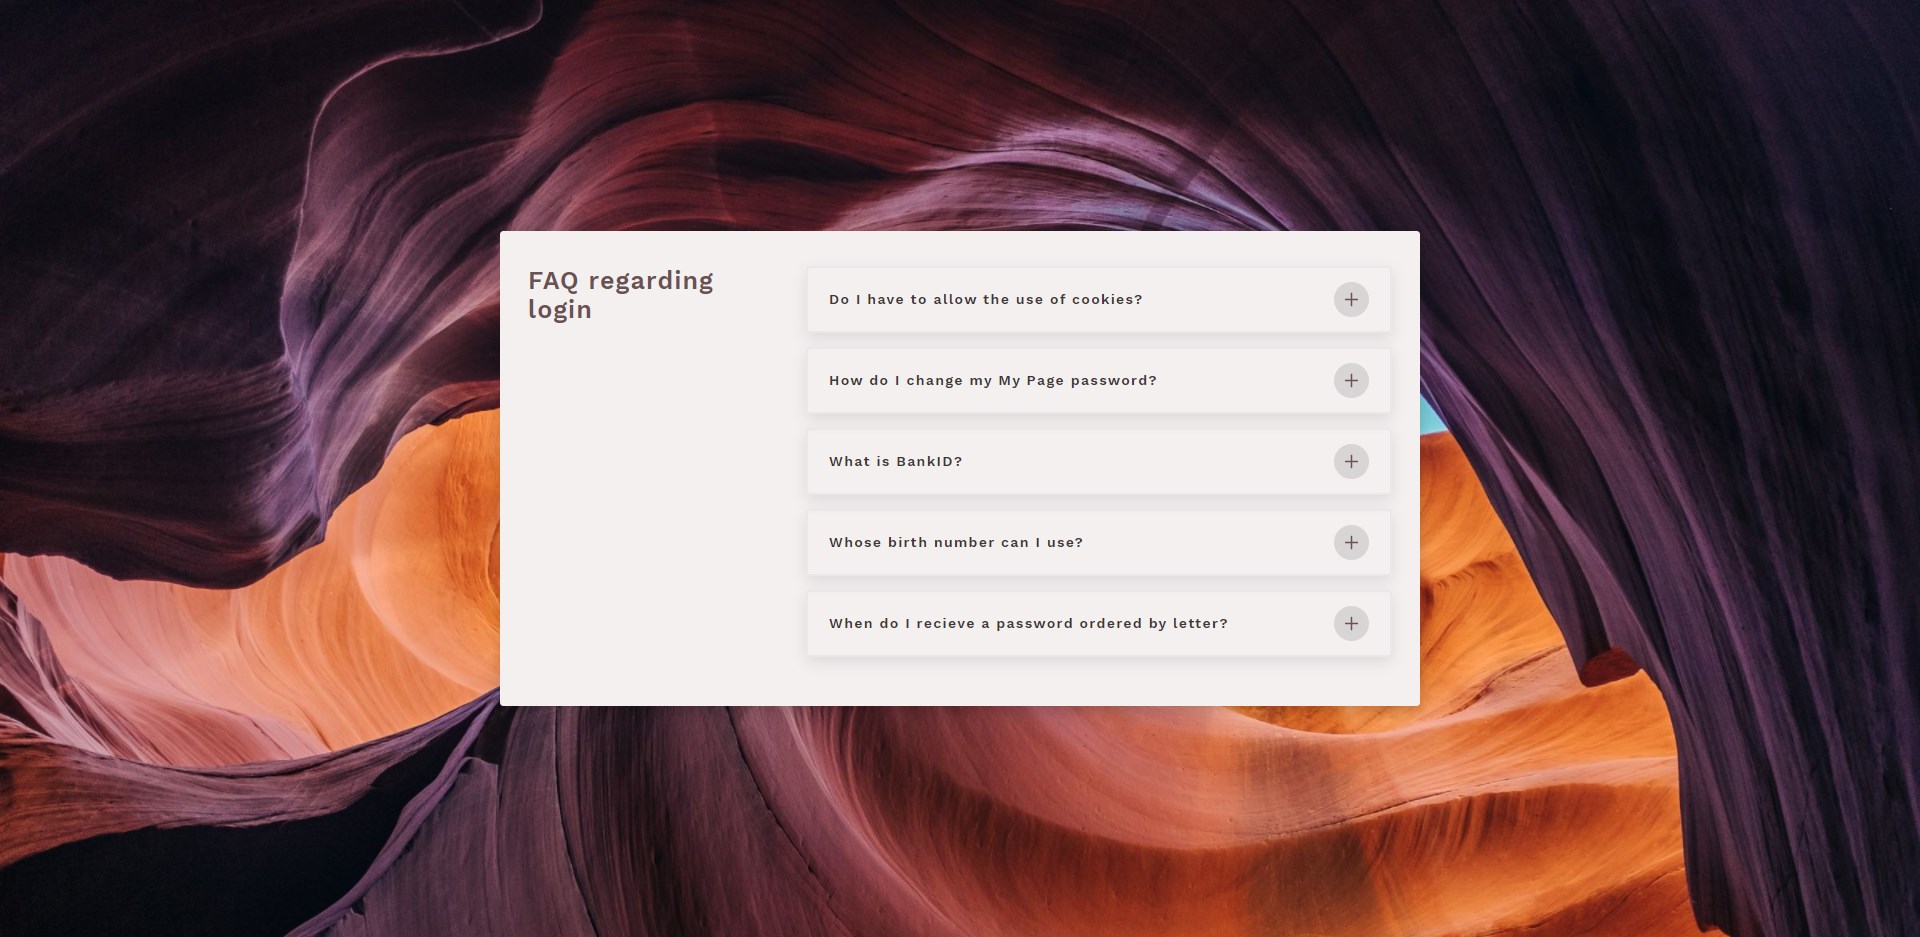 FAQ regarding
login
Do I have to allow the use of cookies?
How do I change my My Page password?
What is BankID?
Whose birth number can I use?
When do I recieve a password ordered by letter?